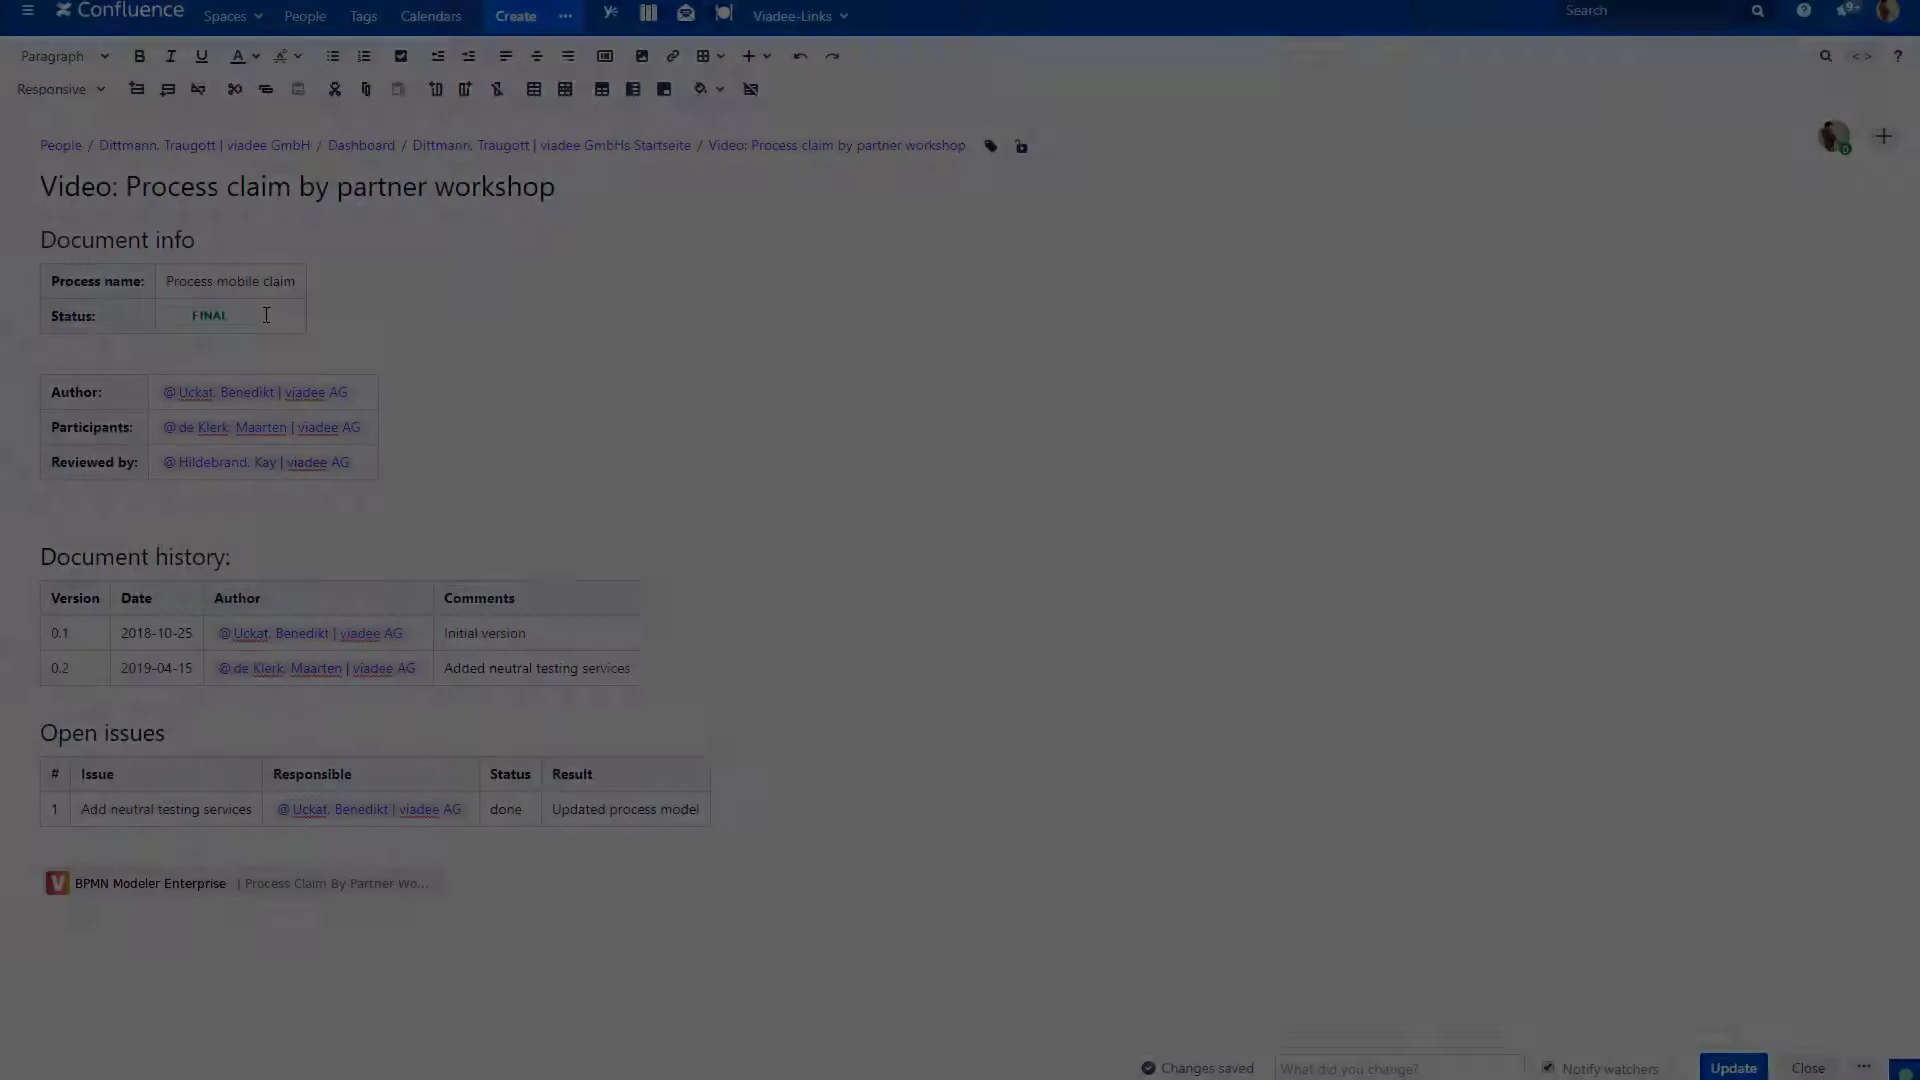 Confluence Spaces People Tags Calendars Create Viadee-Links Search 9+
Paragraph B I U A
Responsive
People / Dittmann, Traugott | viadee GmbH / Dashboard / Dittmann, Traugott | viadee GmbHs Startseite / Video: Process claim by partner workshop
Video: Process claim by partner workshop
Document info
Process name: Process mobile claim
Status: FINAL
Author: @Uckat, Benedikt | viadee AG
Participants: @de Klerk, Maarten | viadee AG
Reviewed by: @Hildebrand, Kay | viadee AG
Document history:
Version Date Author Comments
0.1 2018-10-25 @Uckat, Benedikt | viadee AG Initial version
0.2 2019-04-15 @de Klerk, Maarten | viadee AG Added neutral testing services
Open issues
# Issue Responsible Status Result
1 Add neutral testing services @Uckat, Benedikt | viadee AG done Updated process model
BPMN Modeler Enterprise | Process Claim By Partner Wo...
Changes saved What did you change? Notify watchers Update Close